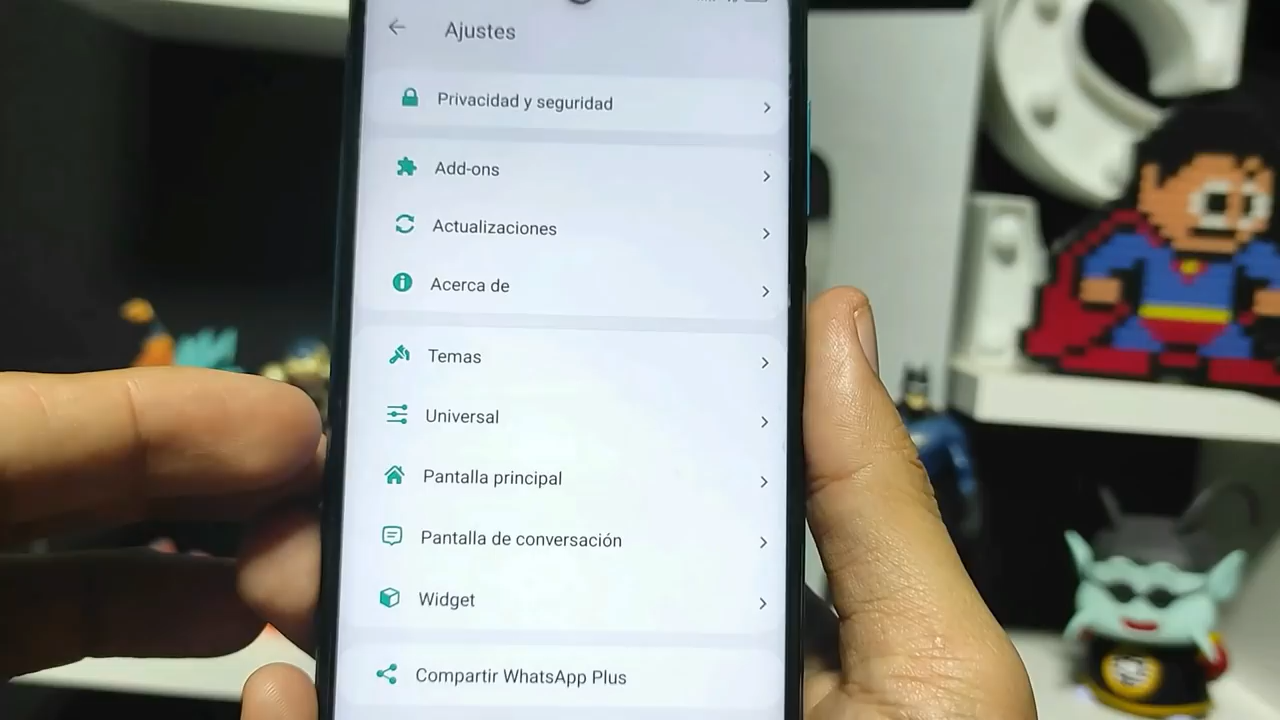 Ajustes
Privacidad y seguridad
Add-ons
Actualizaciones
Acerca de
Temas
Universal
Pantalla principal
Pantalla de conversación
Widget
Compartir WhatsApp Plus